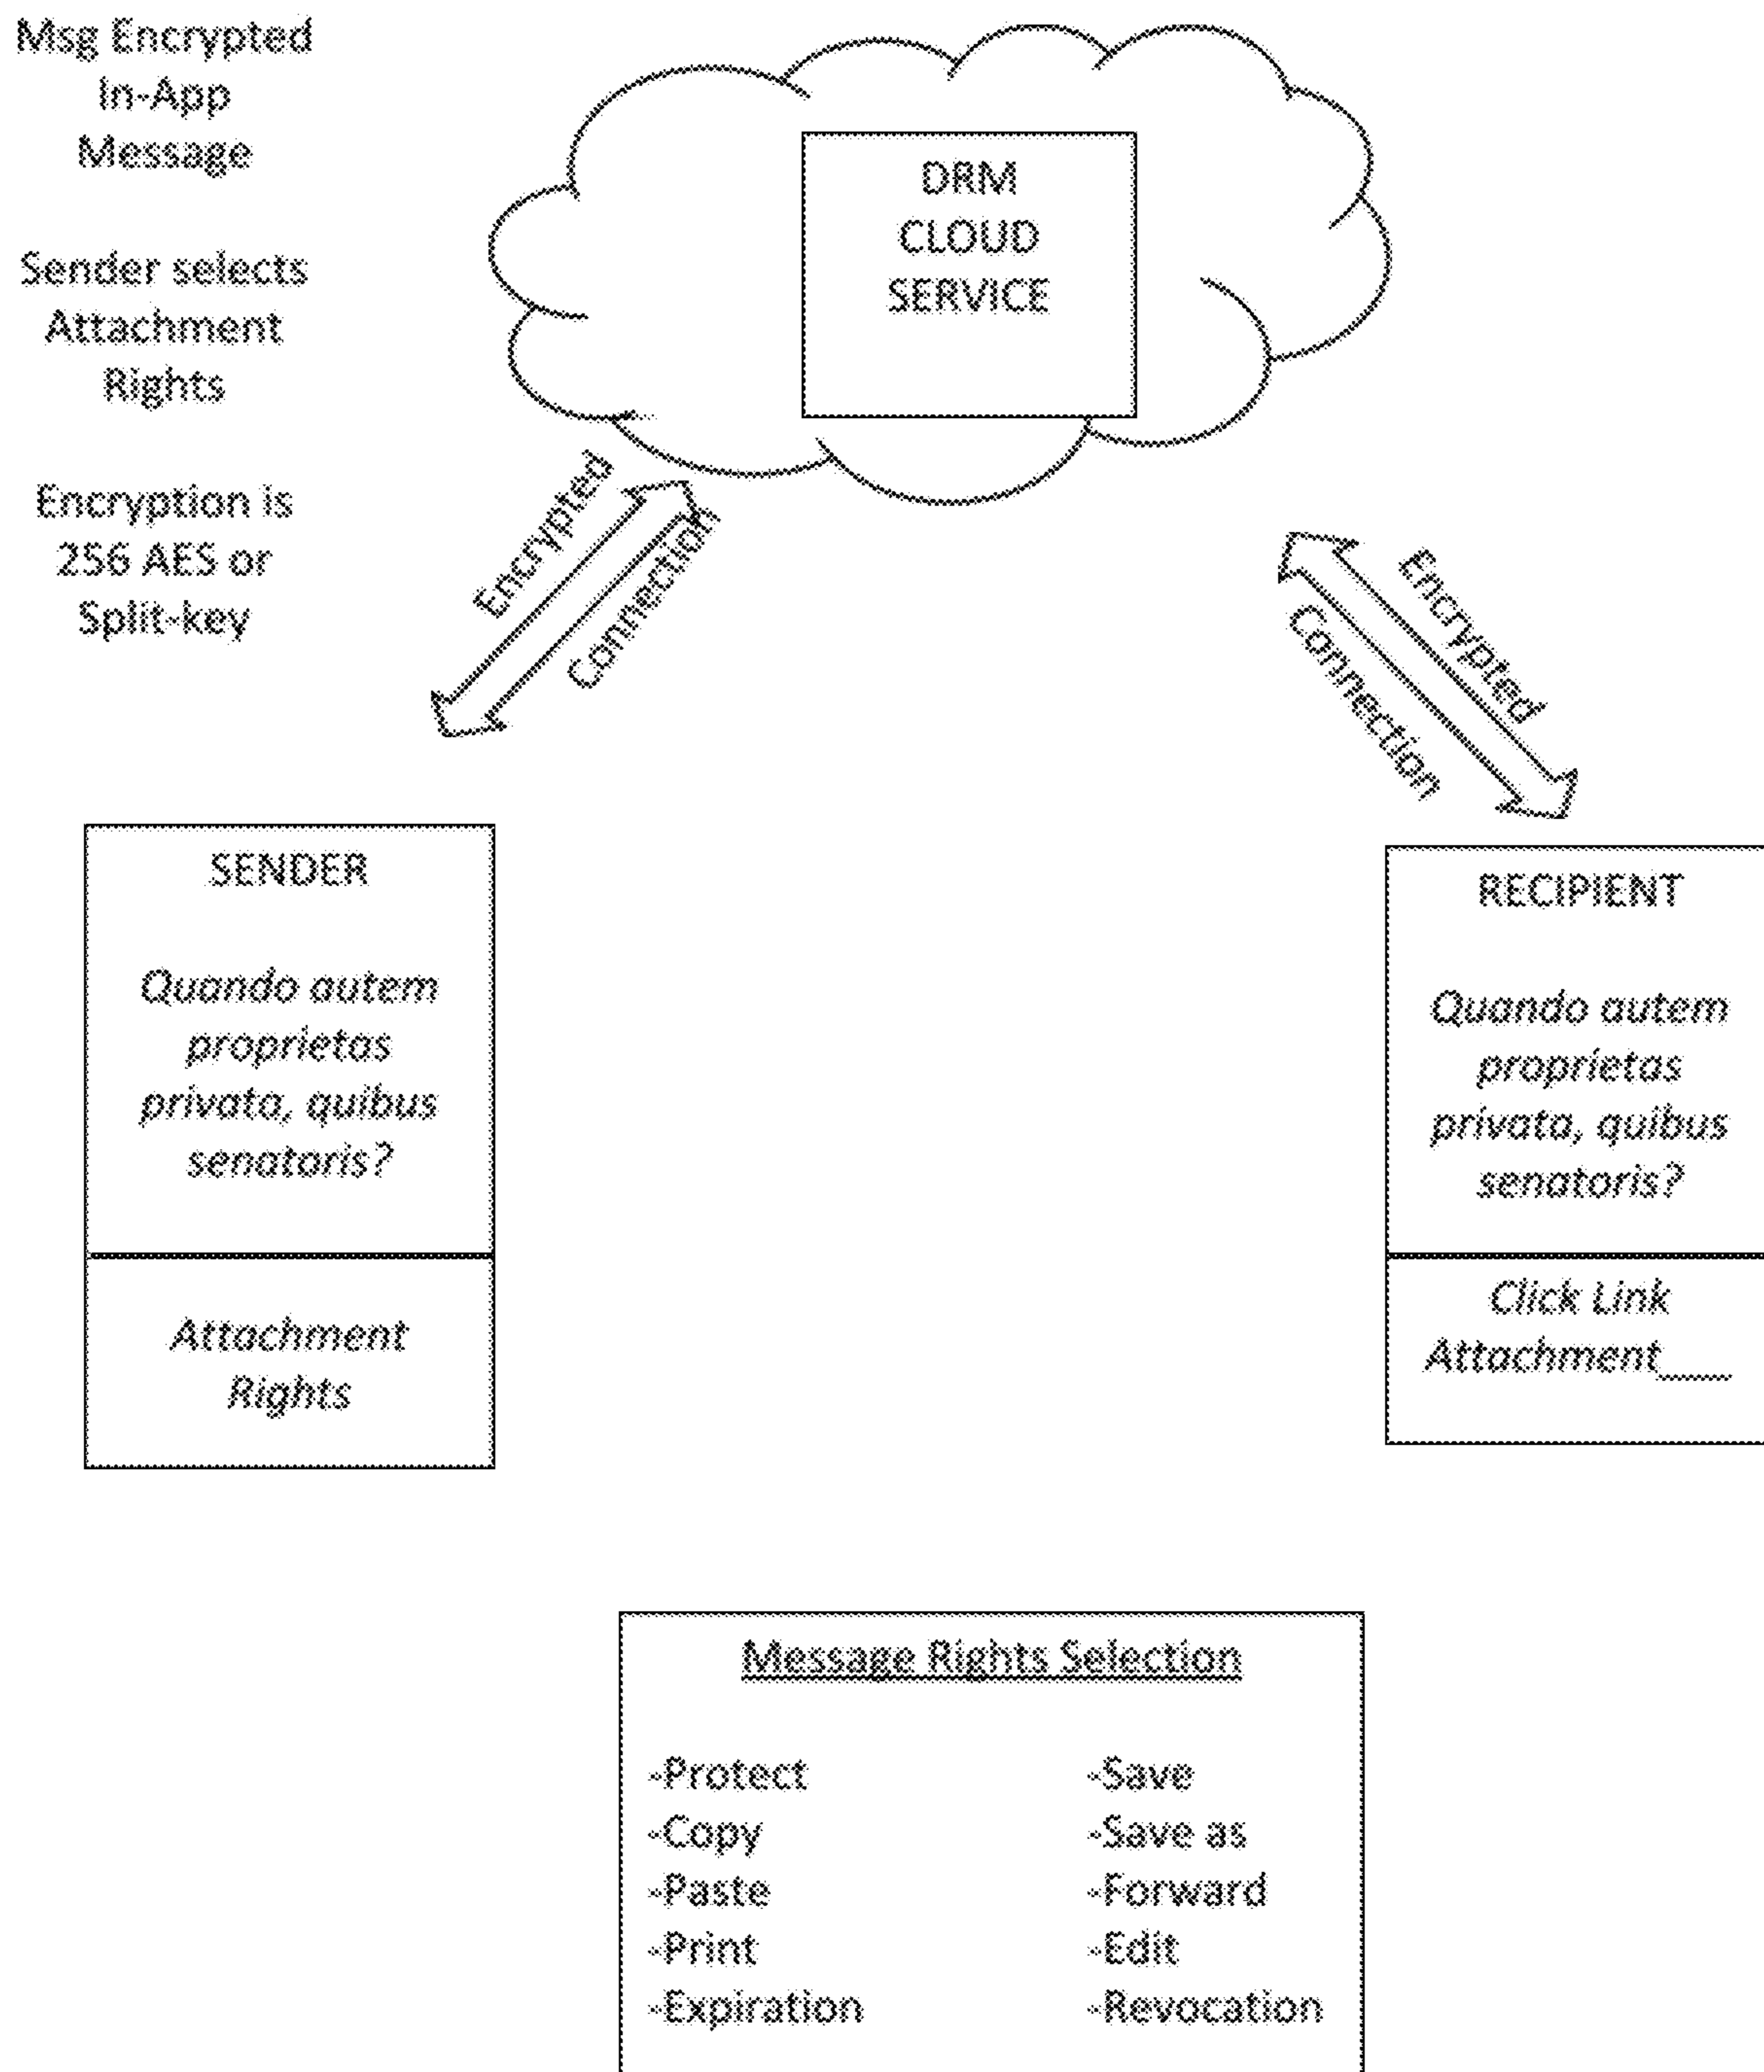 Msg Encrypted
In-App
Message
Sender selects
Attachment
Rights
Encryption is
256 AES or
Split-key
DRM
CLOUD
SERVICE
Encrypted
Connection
Encrypted
Connection
SENDER
Quando autem
proprietas
privata, quibus
senatoris?
Attachment
Rights
RECIPIENT
Quando autem
proprietas
privata, quibus
senatoris?
Click Link
Attachment____
Message Rights Selection
-Protect
-Copy
-Paste
-Print
-Expiration
-Save
-Save as
-Forward
-Edit
-Revocation